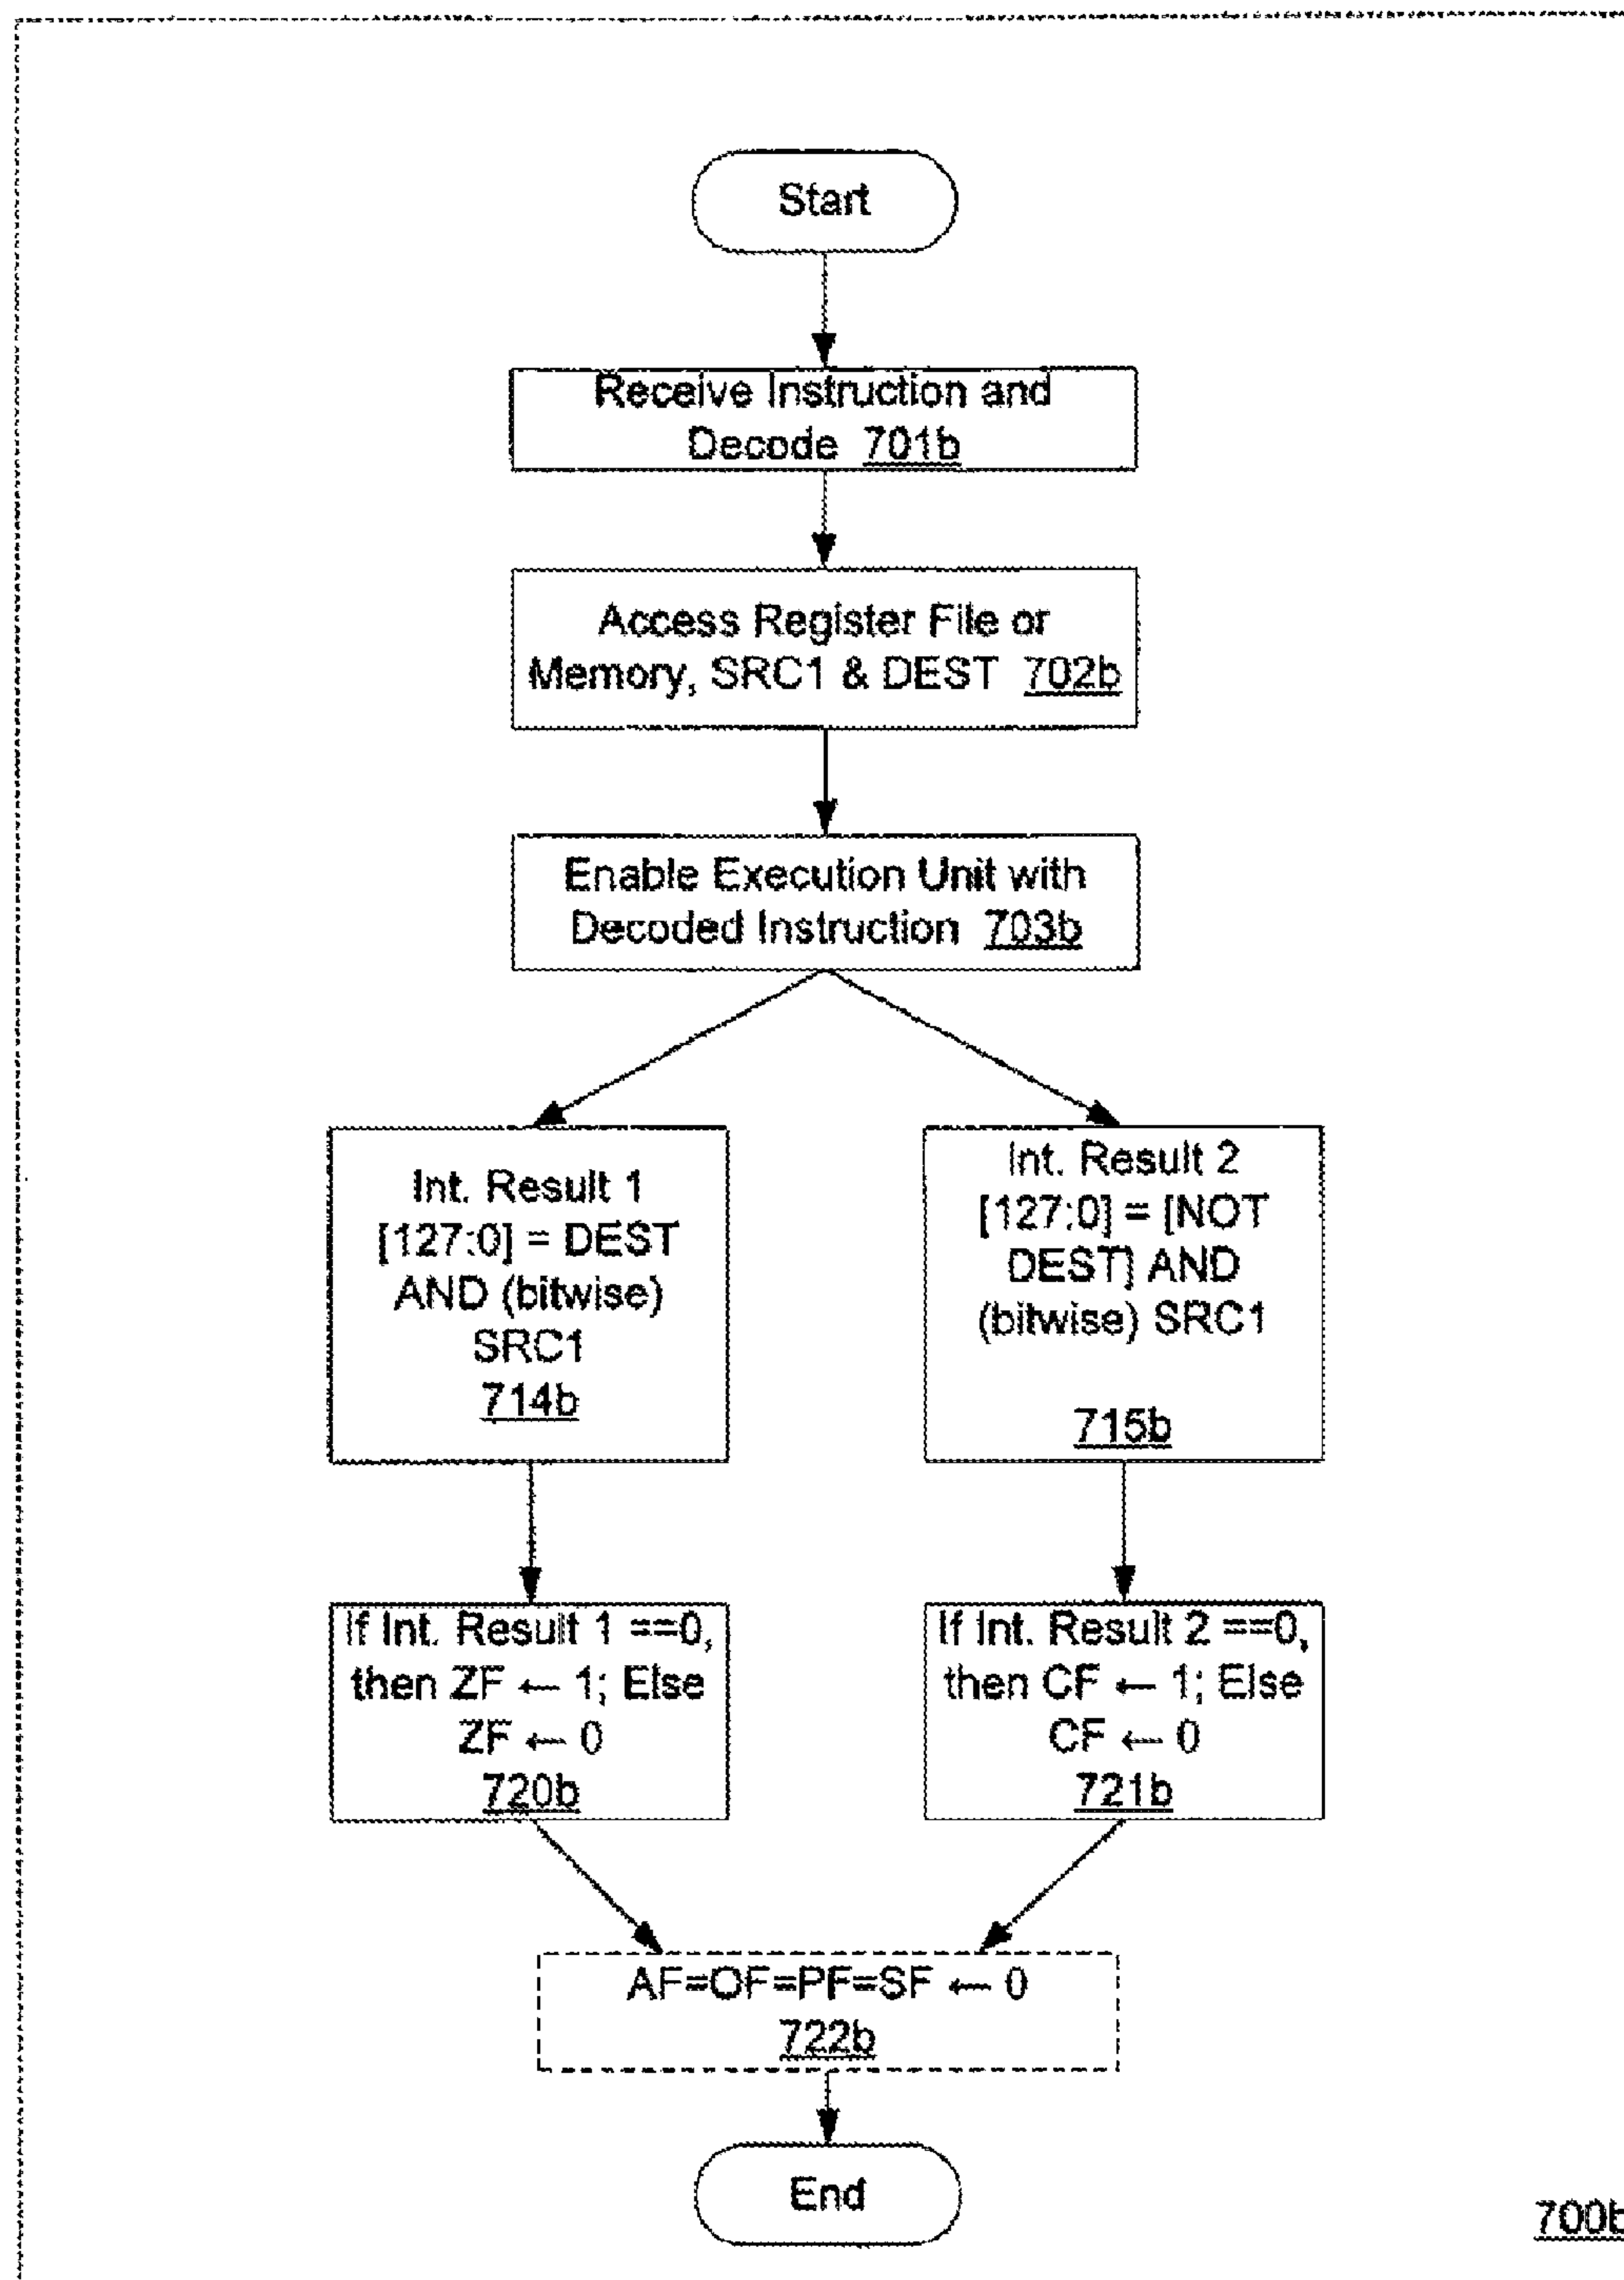 Start
Receive Instruction and
Decode 701b
Access Register File or
Memory, SRC1 & DEST 702b
Enable Execution Unit with
Decoded Instruction 703b
Int. Result 1
[127:0] = DEST
AND (bitwise)
SRC1
714b
Int. Result 2
[127:0] = [NOT
DEST] AND
(bitwise) SRC1
715b
If Int. Result 1 ==0,
then ZF ← 1; Else
ZF ← 0
720b
If Int. Result 2 ==0,
then CF ← 1; Else
CF ← 0
721b
AF=OF=PF=SF ← 0
722b
End
700b